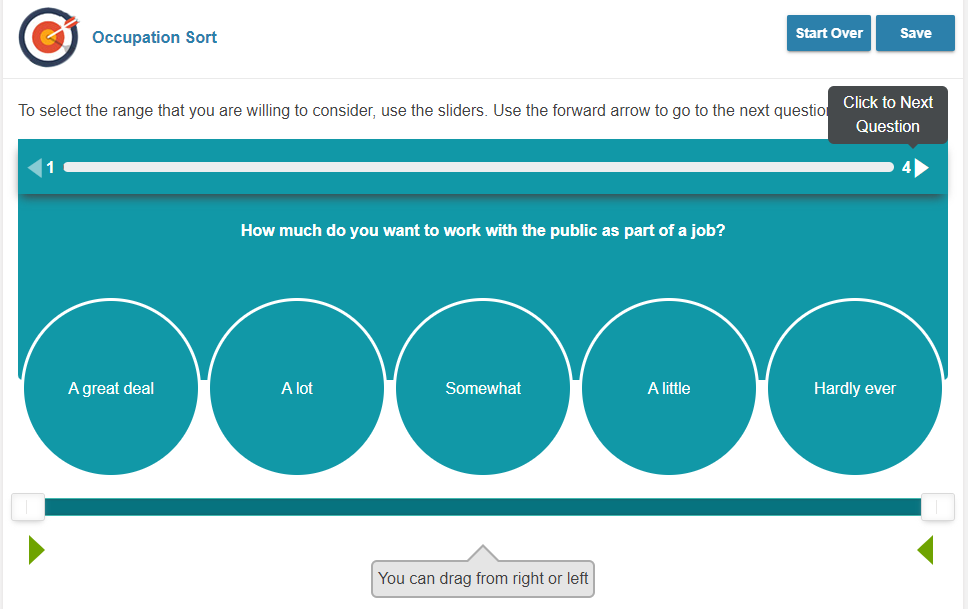 Occupation Sort
Start Over
Save
To select the range that you are willing to consider, use the sliders. Use the forward arrow to go to the next question
Click to Next
Question
1
4
How much do you want to work with the public as part of a job?
A great deal
A lot
Somewhat
A little
Hardly ever
You can drag from right or left